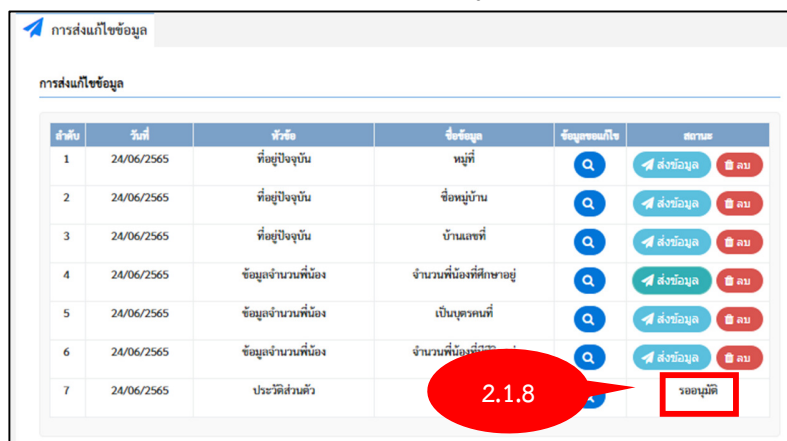 การส่งแก้ไขข้อมูล
การส่งแก้ไขข้อมูล
ลำดับ วันที่ หัวข้อ ชื่อข้อมูล ข้อมูลขอแก้ไข สถานะ
1 24/06/2565 ที่อยู่ปัจจุบัน หมู่ที่ ส่งข้อมูล ลบ
2 24/06/2565 ที่อยู่ปัจจุบัน ชื่อหมู่บ้าน ส่งข้อมูล ลบ
3 24/06/2565 ที่อยู่ปัจจุบัน บ้านเลขที่ ส่งข้อมูล ลบ
4 24/06/2565 ข้อมูลจำนวนพี่น้อง จำนวนพี่น้องที่ศึกษาอยู่ ส่งข้อมูล ลบ
5 24/06/2565 ข้อมูลจำนวนพี่น้อง เป็นบุตรคนที่ ส่งข้อมูล ลบ
6 24/06/2565 ข้อมูลจำนวนพี่น้อง ส่งข้อมูล ลบ
7 24/06/2565 ประวัติส่วนตัว 2.1.8 รออนุมัติ